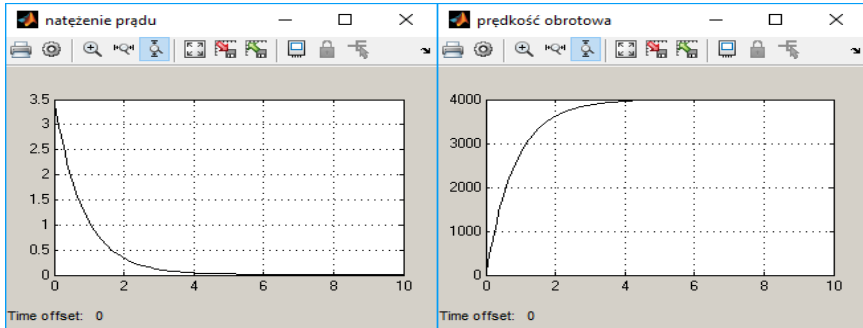 natężenie prądu
3.5
3
2.5
2
1.5
1
0.5
0
0 2 4 6 8 10
Time offset: 0
prędkość obrotowa
4000
3000
2000
1000
0
0 2 4 6 8 10
Time offset: 0